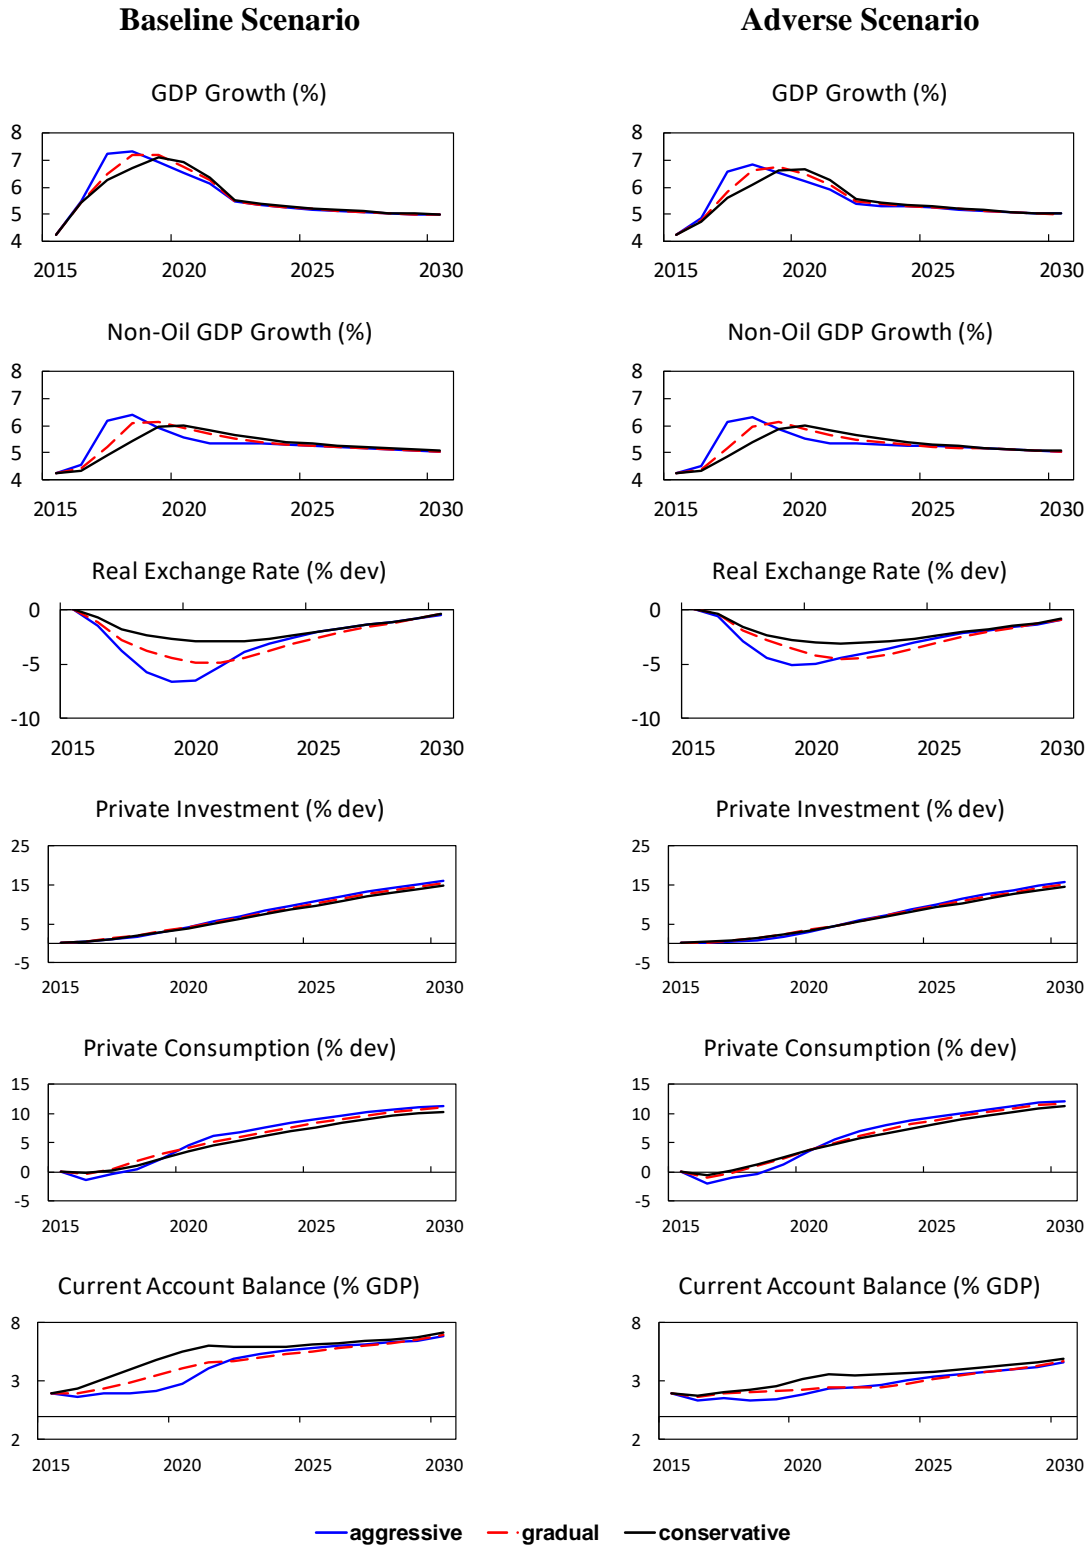 Baseline Scenario
Adverse Scenario
GDP Growth (%)
8
7
6
5
4
2015 2020 2025 2030
GDP Growth (%)
8
7
6
5
4
2015 2020 2025 2030
Non-Oil GDP Growth (%)
8
7
6
5
4
2015 2020 2025 2030
Non-Oil GDP Growth (%)
8
7
6
5
4
2015 2020 2025 2030
Real Exchange Rate (% dev)
0
-5
-10
2015 2020 2025 2030
Real Exchange Rate (% dev)
0
-5
-10
2015 2020 2025 2030
Private Investment (% dev)
25
15
5
-5
2015 2020 2025 2030
Private Investment (% dev)
25
15
5
-5
2015 2020 2025 2030
Private Consumption (% dev)
15
10
5
0
-5
2015 2020 2025 2030
Private Consumption (% dev)
15
10
5
0
-5
2015 2020 2025 2030
Current Account Balance (% GDP)
8
3
2
2015 2020 2025 2030
Current Account Balance (% GDP)
8
3
2
2015 2020 2025 2030
aggressive gradual conservative